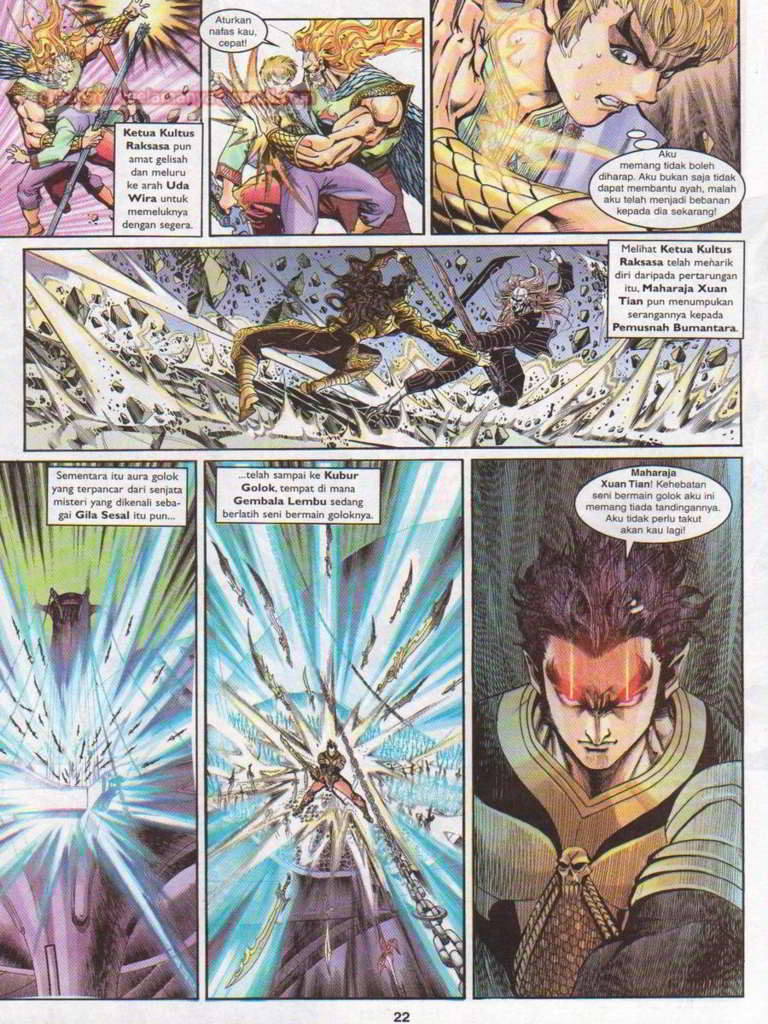 Ketua Kultus
Raksasa pun
amat gelisah
dan meluru
ke arah Uda
Wira untuk
memeluknya
dengan segera.
Aturkan
nafas kau,
cepat!
Aku
memang tidak boleh
diharap. Aku bukan saja tidak
dapat membantu ayah, malah
aku telah menjadi bebanan
kepada dia sekarang!
Melihat Ketua Kultus
Raksasa telah menarik
diri daripada pertarungan
itu, Maharaja Xuan
Tian pun menumpukan
serangannya kepada
Pemusnah Bumantara.
Sementara itu aura golok
yang terpancar dari senjata
misteri yang dikenali seba-
gai Gila Sesal itu pun...
...telah sampai ke Kubur
Golok, tempat di mana
Gembala Lembu sedang
berlatih seni bermain goloknya.
Maharaja
Xuan Tian! Kehebatan
seni bermain golok aku ini
memang tiada tandingannya.
Aku tidak perlu takut
akan kau lagi!
22